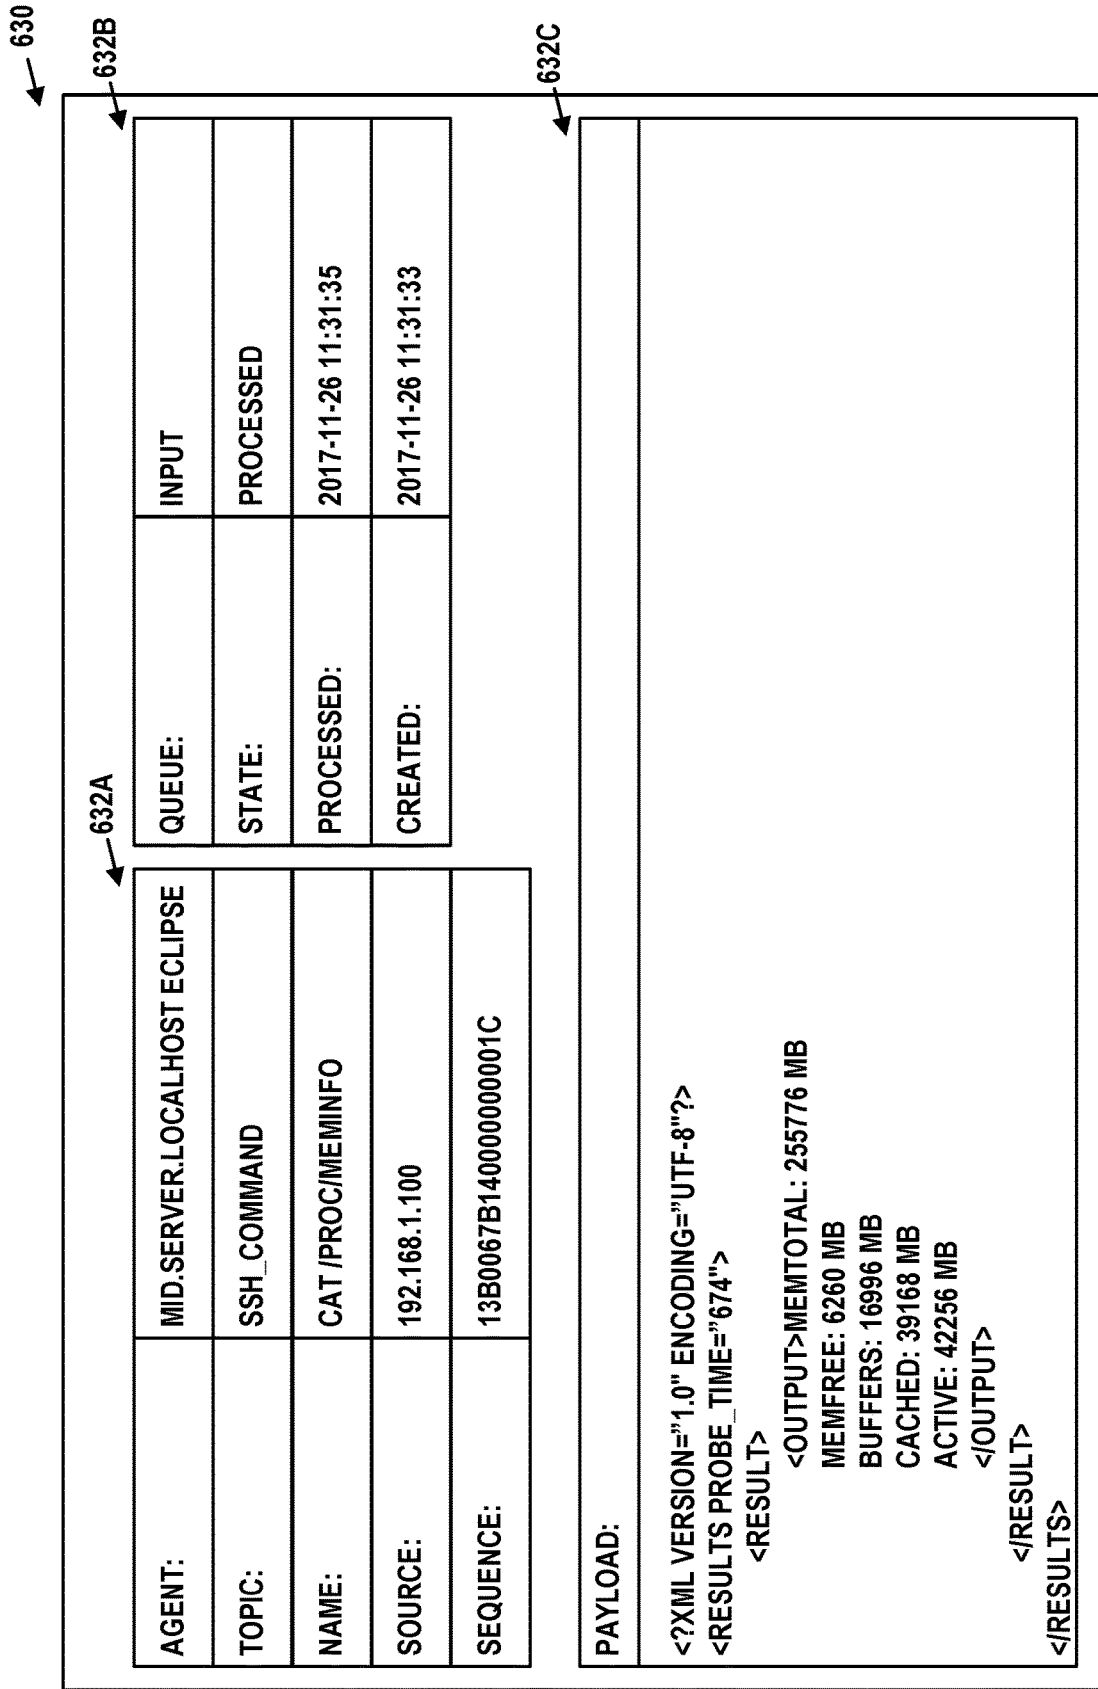 630
632A
632B
AGENT: MID.SERVER.LOCALHOST ECLIPSE
TOPIC: SSH_COMMAND
NAME: CAT /PROC/MEMINFO
SOURCE: 192.168.1.100
SEQUENCE: 13B0067B14000000001C
QUEUE: INPUT
STATE: PROCESSED
PROCESSED: 2017-11-26 11:31:35
CREATED: 2017-11-26 11:31:33
632C
PAYLOAD:
<?XML VERSION="1.0" ENCODING="UTF-8"?>
<RESULTS PROBE_TIME="674">
<RESULT>
<OUTPUT>MEMTOTAL: 255776 MB
MEMFREE: 6260 MB
BUFFERS: 16996 MB
CACHED: 39168 MB
ACTIVE: 42256 MB
</OUTPUT>
</RESULT>
</RESULTS>